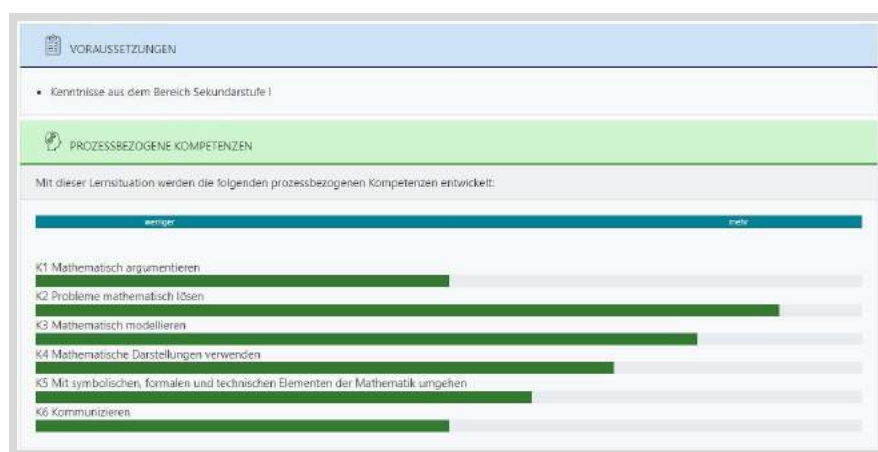 VORAUSSETZUNGEN
• Kenntnisse aus dem Bereich Sekundarstufe I
PROZESSBEZOGENE KOMPETENZEN
Mit dieser Lernsituation werden die folgenden prozessbezogenen Kompetenzen entwickelt:
weniger mehr
K1 Mathematisch argumentieren
K2 Probleme mathematisch lösen
K3 Mathematisch modellieren
K4 Mathematische Darstellungen verwenden
K5 Mit symbolischen, formalen und technischen Elementen der Mathematik umgehen
K6 Kommunizieren